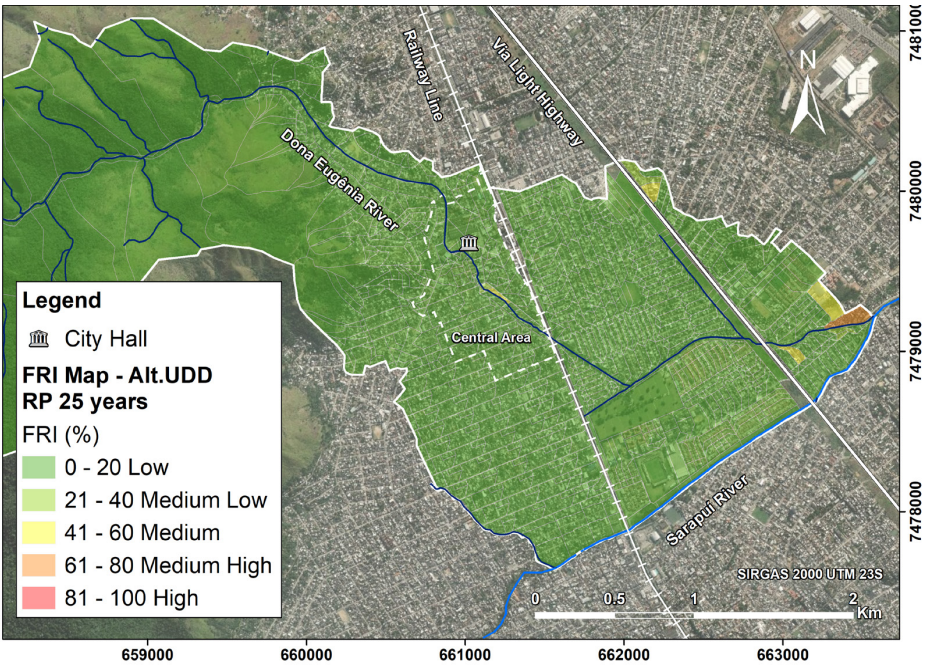 7481000
N
Railway Line
Via Light Highway
Dona Eugênia River
7480000
Legend
City Hall
FRI Map - Alt.UDD
RP 25 years
FRI (%)
0 - 20 Low
21 - 40 Medium Low
41 - 60 Medium
61 - 80 Medium High
81 - 100 High
Central Area
7479000
Sarapui River
7478000
SIRGAS 2000 UTM 23S
0 0.5 1 2
Km
659000 660000 661000 662000 663000